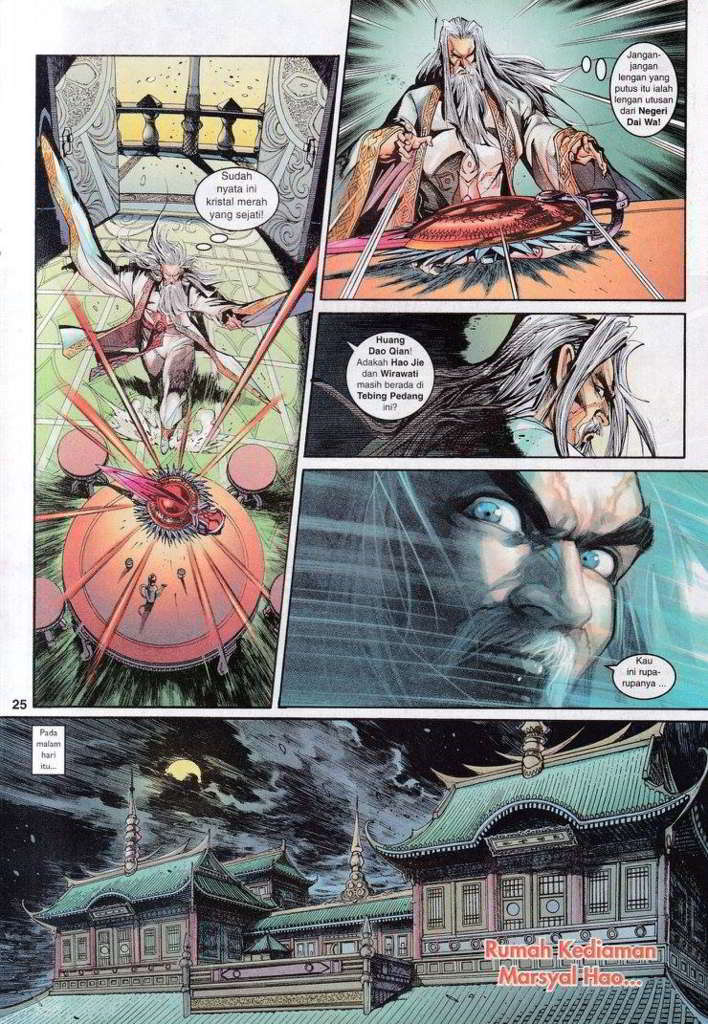 Sudah
nyata ini
kristal merah
yang sejati!
Jangan-
jangan
lengan yang
putus itu ialah
lengan utusan
dari Negeri
Dai Wa!
Huang
Dao Qian!
Adakah Hao Jie
dan Wirawati
masih berada di
Tebing Pedang
ini?
Kau
ini rupa-
rupanya ...
25
Pada
malam
hari
itu...
Rumah Kediaman
Marsyal Hao...